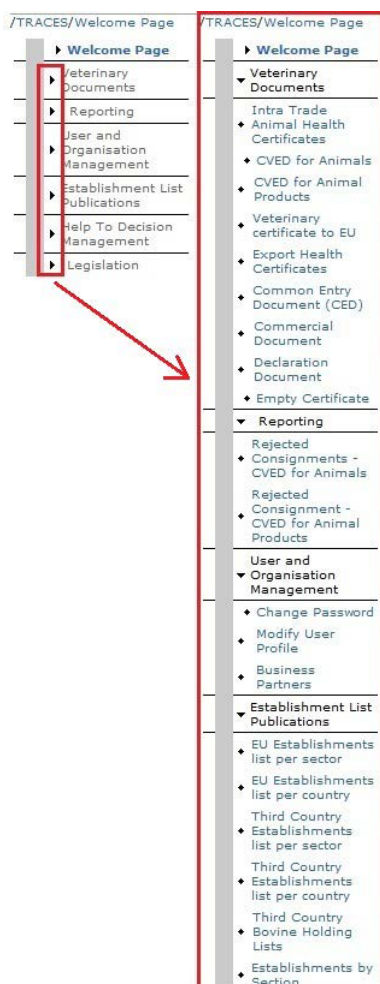 /TRACES/Welcome Page
Welcome Page
Veterinary
Documents
Reporting
User and
Organisation
Management
Establishment List
Publications
Help To Decision
Management
Legislation
/TRACES/Welcome Page
Welcome Page
Veterinary
Documents
Intra Trade
Animal Health
Certificates
CVED for Animals
CVED for Animal
Products
Veterinary
certificate to EU
Export Health
Certificates
Common Entry
Document (CED)
Commercial
Document
Declaration
Document
Empty Certificate
Reporting
Rejected
Consignments -
CVED for Animals
Rejected
Consignment -
CVED for Animal
Products
User and
Organisation
Management
Change Password
Modify User
Profile
Business
Partners
Establishment List
Publications
EU Establishments
list per sector
EU Establishments
list per country
Third Country
Establishments
list per sector
Third Country
Establishments
list per country
Third Country
Bovine Holding
Lists
Establishments by
Section